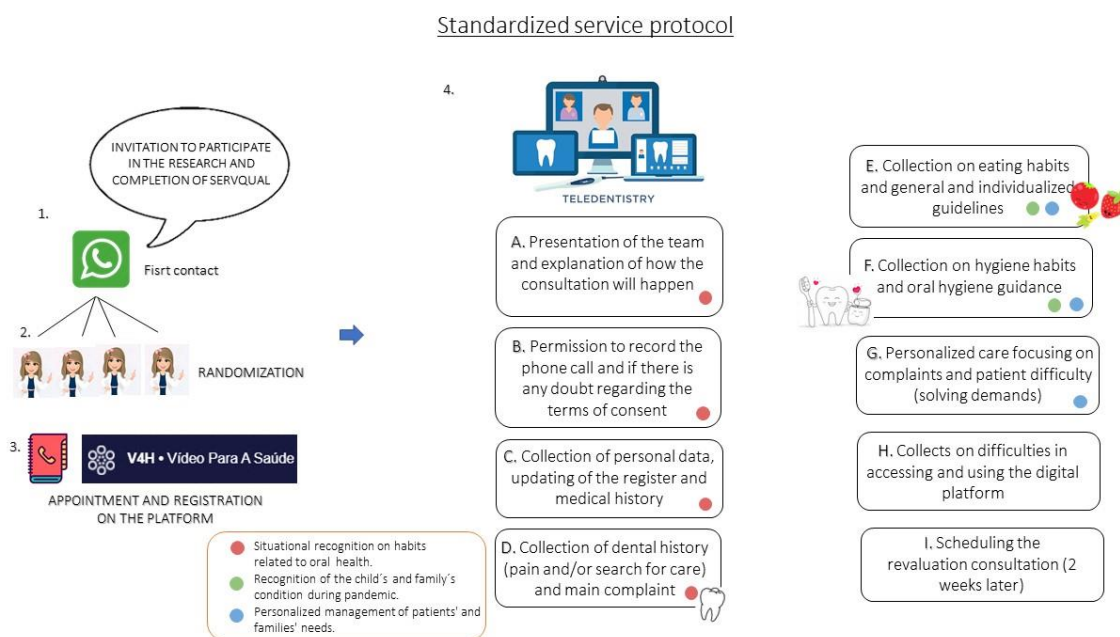 Standardized service protocol
1.
INVITATION TO PARTICIPATE
IN THE RESEARCH AND
COMPLETION OF SERVQUAL
Fisrt contact
2.
RANDOMIZATION
3.
V4H • Vídeo Para A Saúde
APPOINTMENT AND REGISTRATION
ON THE PLATFORM
Situational recognition on habits
related to oral health.
Recognition of the child´s and family´s
condition during pandemic.
Personalized management of patients' and
families' needs.
4.
TELEDENTISTRY
A. Presentation of the team
and explanation of how the
consultation will happen
B. Permission to record the
phone call and if there is
any doubt regarding the
terms of consent
C. Collection of personal data,
updating of the register and
medical history
D. Collection of dental history
(pain and/or search for care)
and main complaint
E. Collection on eating habits
and general and individualized
guidelines
F. Collection on hygiene habits
and oral hygiene guidance
G. Personalized care focusing on
complaints and patient difficulty
(solving demands)
H. Collects on difficulties in
accessing and using the digital
platform
I. Scheduling the
revaluation consultation (2
weeks later)